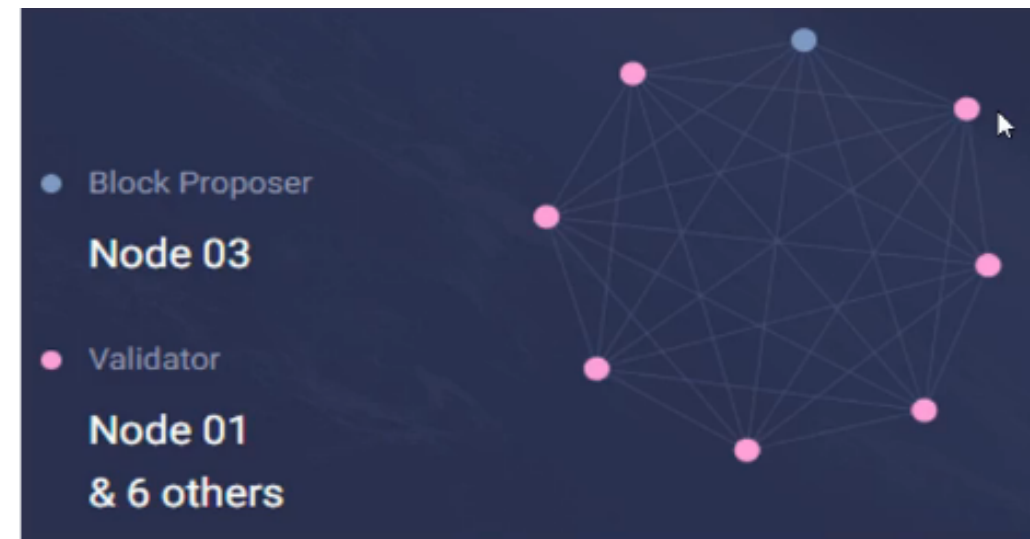 Block Proposer
Node 03
Validator
Node 01
& 6 others